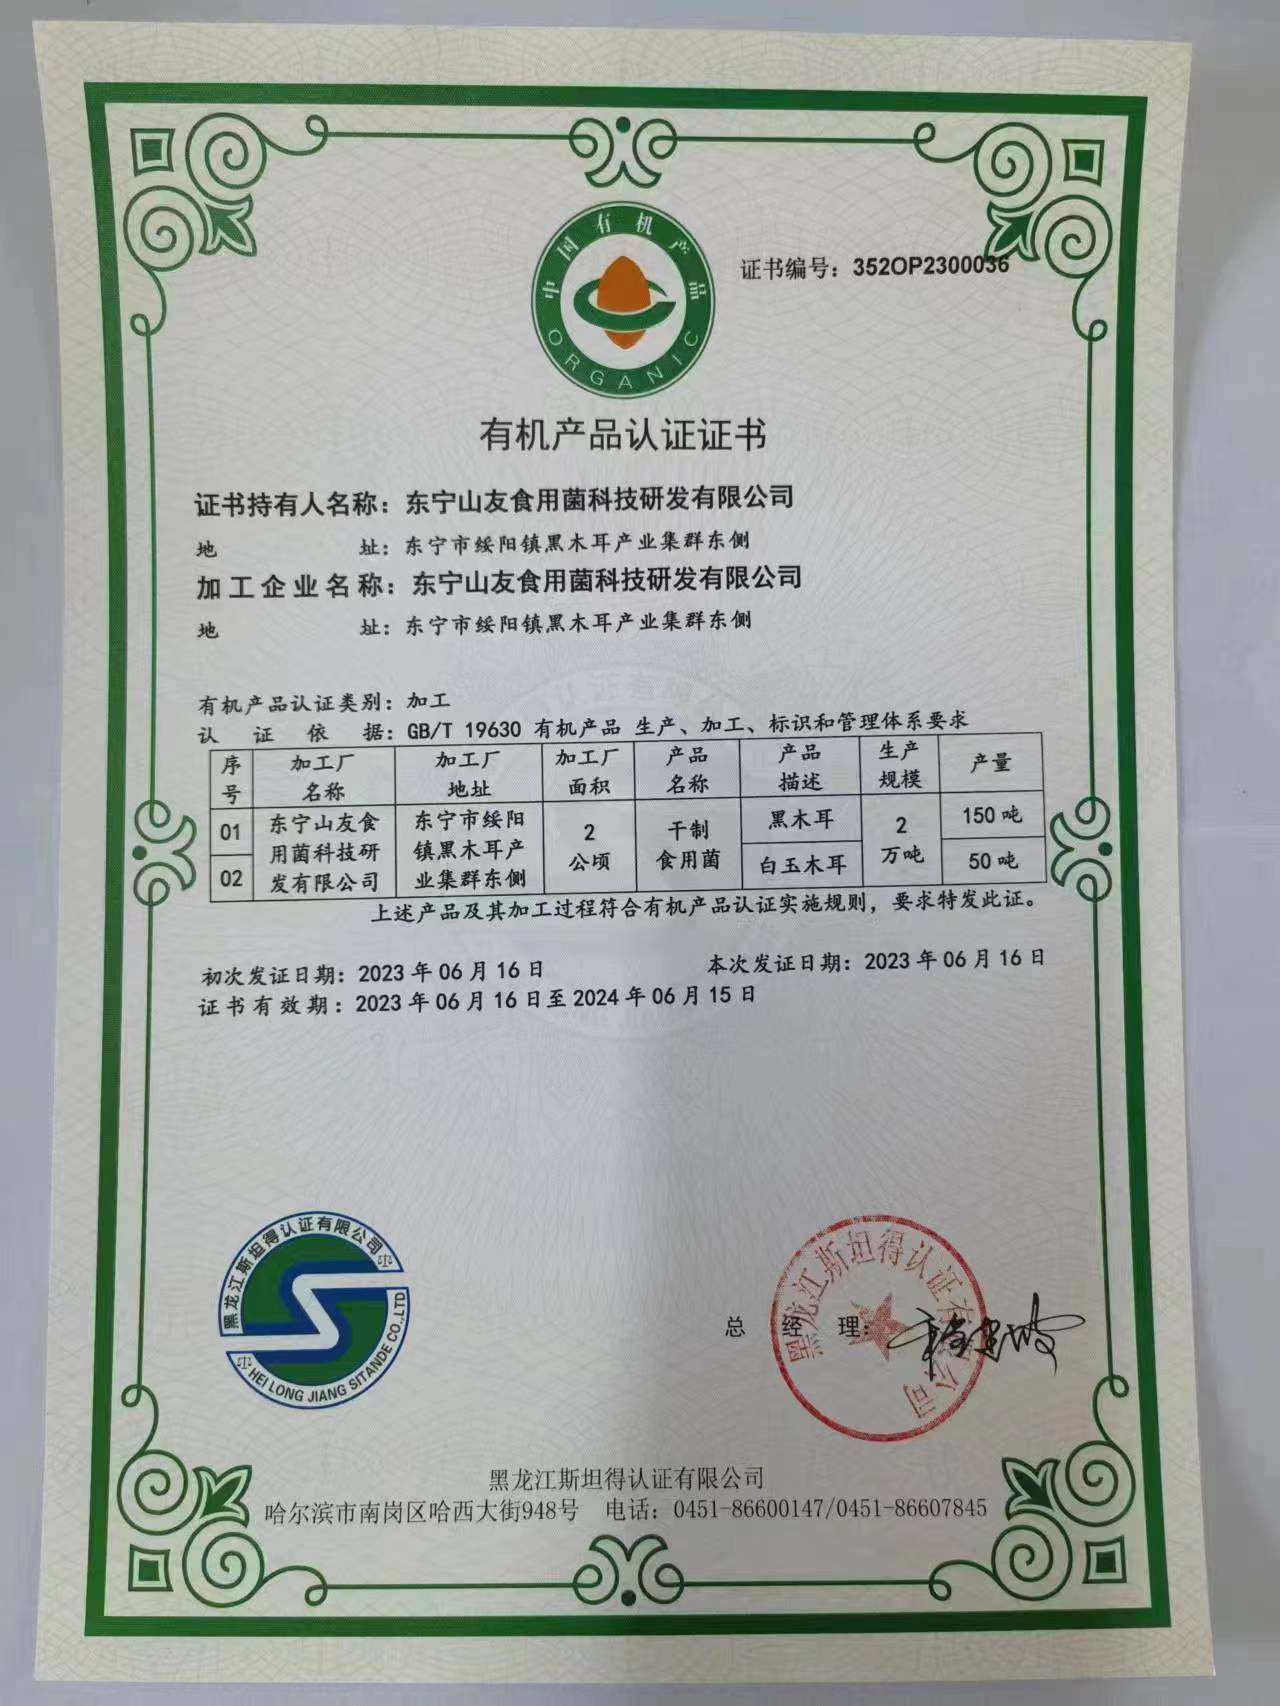 中国有机产品
ORGANIC
证书编号：352OP2300036
有机产品认证证书
证书持有人名称：东宁山友食用菌科技研发有限公司
地 址：东宁市绥阳镇黑木耳产业集群东侧
加工企业名称：东宁山友食用菌科技研发有限公司
地 址：东宁市绥阳镇黑木耳产业集群东侧
有机产品认证类别：加工
认 证 依 据：GB/T 19630 有机产品 生产、加工、标识和管理体系要求
序号 加工厂名称 加工厂地址 加工厂面积 产品名称 产品描述 生产规模 产量
01 东宁山友食用菌科技研发有限公司 东宁市绥阳镇黑木耳产业集群东侧 2公顷 干制食用菌 黑木耳 2万吨 150吨
02 白玉木耳 50吨
上述产品及其加工过程符合有机产品认证实施规则，要求特发此证。
初次发证日期：2023年06月16日 本次发证日期：2023年06月16日
证书有效期：2023年06月16日至2024年06月15日
黑龙江斯坦得认证有限公司
HEI LONG JIANG SITANDE CO.,LTD
总 经 理：
黑龙江斯坦得认证有限公司
黑龙江斯坦得认证有限公司
哈尔滨市南岗区哈西大街948号 电话：0451-86600147/0451-86607845